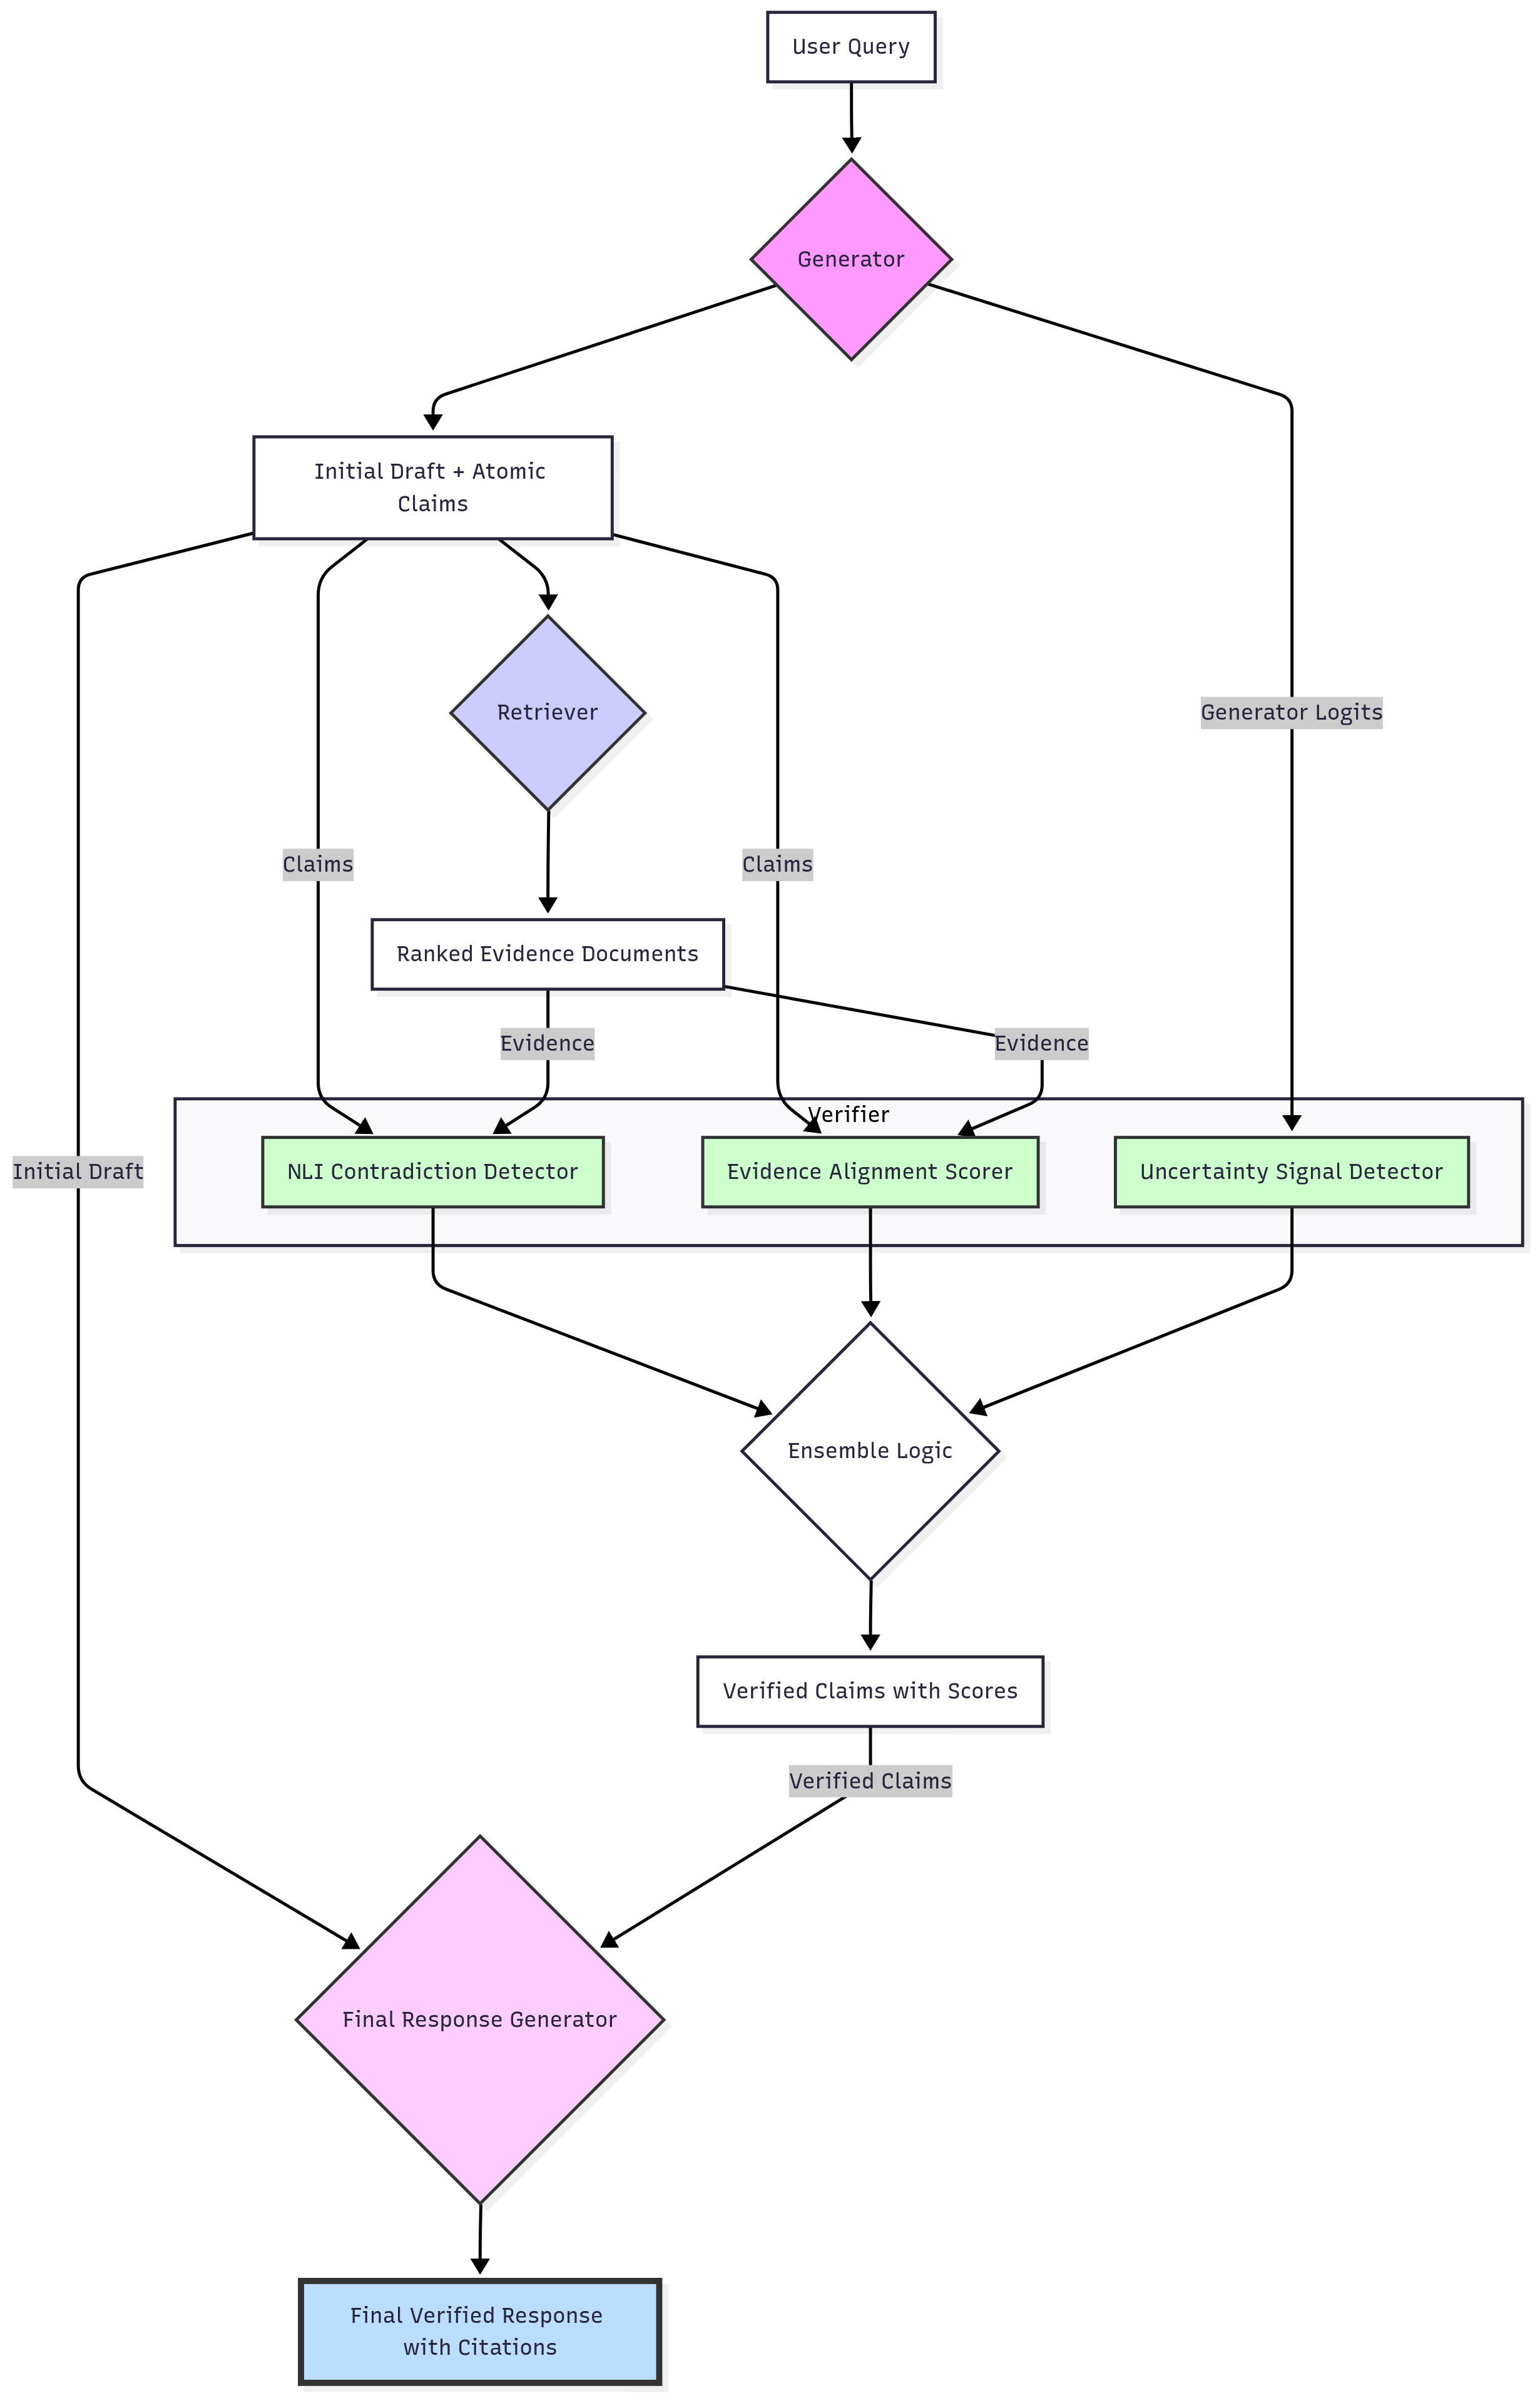 User Query
Generator
Initial Draft + Atomic
Claims
Retriever
Generator Logits
Claims
Claims
Ranked Evidence Documents
Evidence
Evidence
Verifier
Initial Draft
NLI Contradiction Detector
Evidence Alignment Scorer
Uncertainty Signal Detector
Ensemble Logic
Verified Claims with Scores
Verified Claims
Final Response Generator
Final Verified Response
with Citations